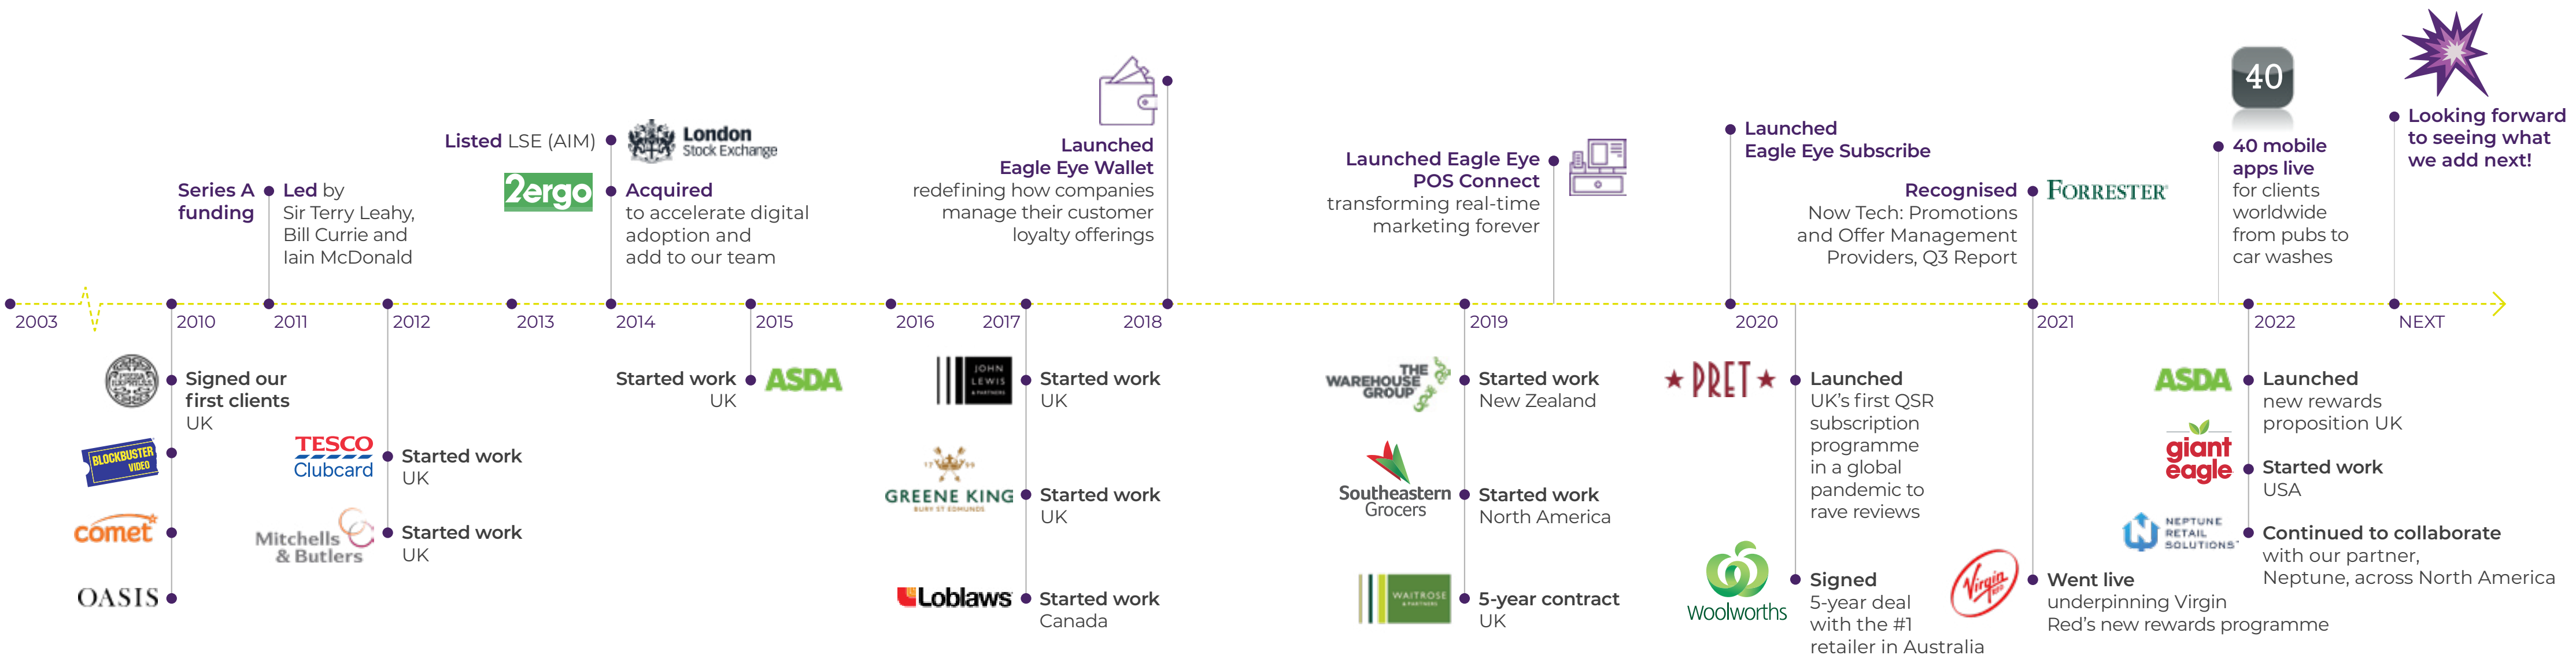 Series A
funding
Led by
Sir Terry Leahy,
Bill Currie and
Iain McDonald
Listed LSE (AIM)
London
Stock Exchange
2ergo
Acquired
to accelerate digital
adoption and
add to our team
Launched
Eagle Eye Wallet
redefining how companies
manage their customer
loyalty offerings
Launched Eagle Eye
POS Connect
transforming real-time
marketing forever
Launched
Eagle Eye Subscribe
Recognised
Now Tech: Promotions
and Offer Management
Providers, Q3 Report
FORRESTER
40
40 mobile
apps live
for clients
worldwide
from pubs to
car washes
Looking forward
to seeing what
we add next!
2003
2010
2011
2012
2013
2014
2015
2016
2017
2018
2019
2020
2021
2022
NEXT
PIZZA
EXPRESS
Signed our
first clients
UK
BLOCKBUSTER
VIDEO
comet
OASIS
TESCO
Clubcard
Started work
UK
Mitchells
& Butlers
Started work
UK
Started work
UK
ASDA
JOHN
LEWIS
& PARTNERS
Started work
UK
1799
GREENE KING
BURY ST EDMUNDS
Started work
UK
Loblaws
Started work
Canada
THE
WAREHOUSE
GROUP
Started work
New Zealand
Southeastern
Grocers
Started work
North America
WAITROSE
& PARTNERS
5-year contract
UK
PRET
Launched
UK's first QSR
subscription
programme
in a global
pandemic to
rave reviews
Woolworths
Signed
5-year deal
with the #1
retailer in Australia
Virgin
RED
Went live
underpinning Virgin
Red's new rewards programme
ASDA
Launched
new rewards
proposition UK
giant
eagle
Started work
USA
NEPTUNE
RETAIL
SOLUTIONS
Continued to collaborate
with our partner,
Neptune, across North America